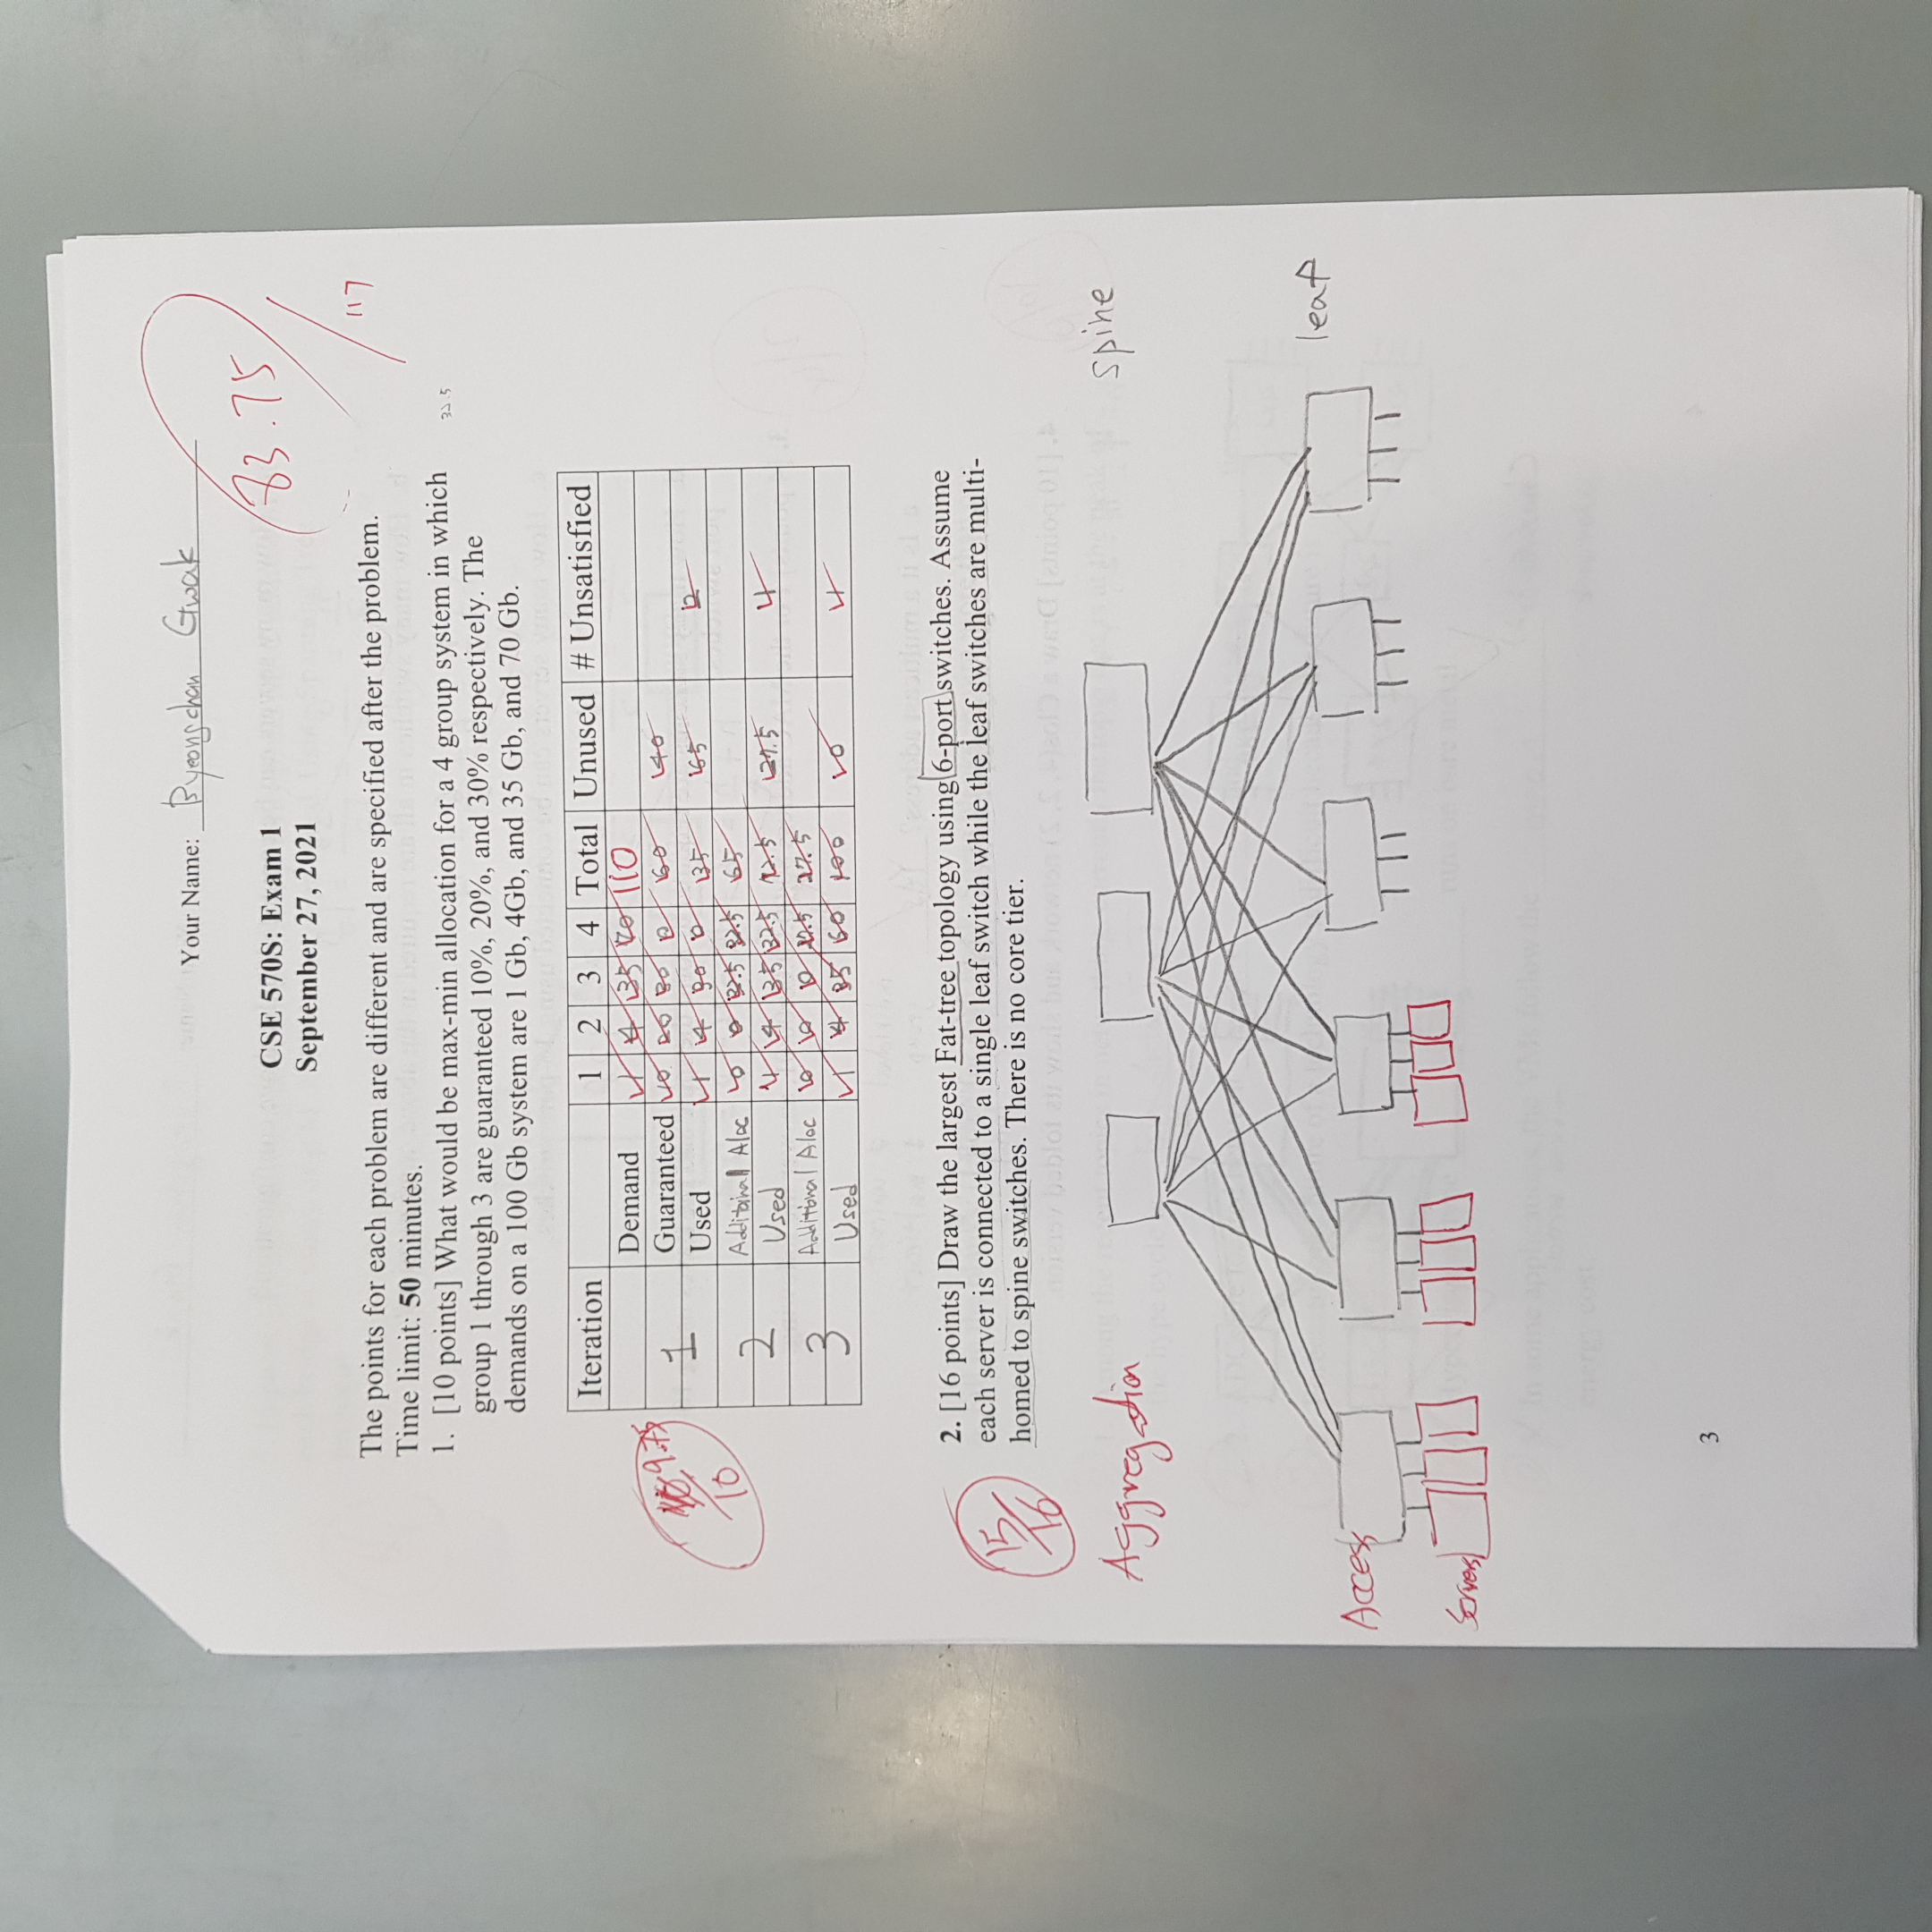 Your Name: Byeongchan Gwak
83.75
/117
CSE 570S: Exam 1
September 27, 2021
The points for each problem are different and are specified after the problem.
Time limit: 50 minutes.
1. [10 points] What would be max-min allocation for a 4 group system in which
group 1 through 3 are guaranteed 10%, 20%, and 30% respectively. The
demands on a 100 Gb system are 1 Gb, 4Gb, and 35 Gb, and 70 Gb.
32.5
Iteration 1 2 3 4 Total Unused # Unsatisfied
Demand 1 4 35 70 110
1 Guaranteed 10 20 30 0 60 40
Used 1 4 30 0 35 65 2
2 Additinall Aloc 0 0 32.5 32.5 65
Used 1 4 35 32.5 72.5 27.5 1
3 Additional Aloc 0 0 0 27.5 27.5
Used 1 4 35 60 100 0 1
9.75
/10
2. [16 points] Draw the largest Fat-tree topology using 6-port switches. Assume
each server is connected to a single leaf switch while the leaf switches are multi-
homed to spine switches. There is no core tier.
15/16
Aggregation
spine
Access
leaf
Servers
3